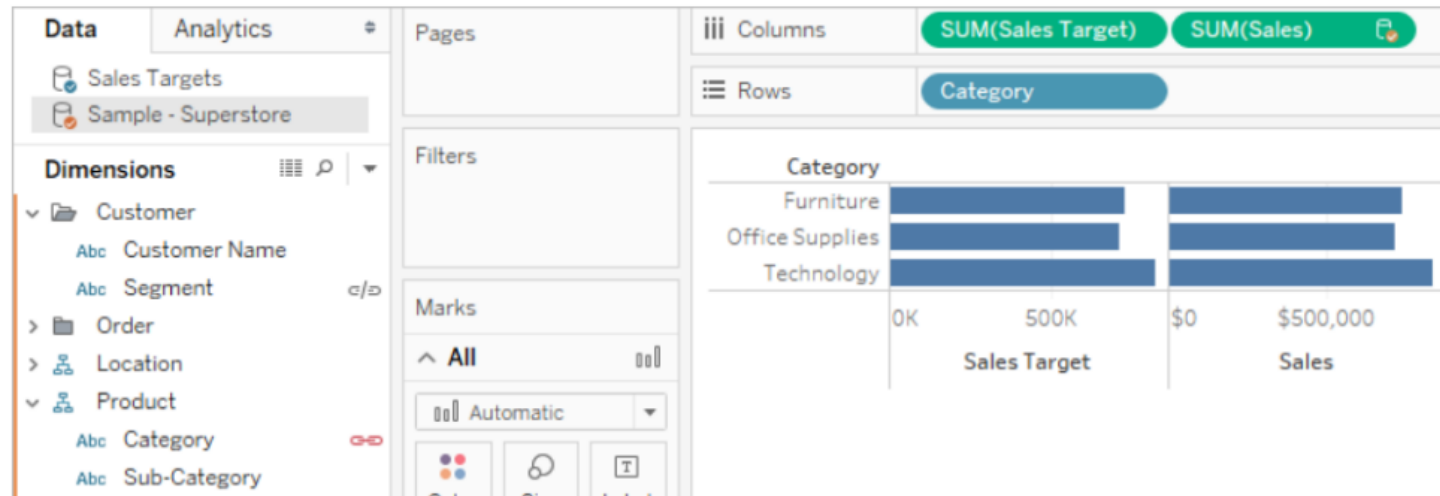 Data Analytics
Sales Targets
Sample - Superstore
Dimensions
Customer
Abc Customer Name
Abc Segment
Order
Location
Product
Abc Category
Abc Sub-Category
Pages
Filters
Marks
All
Automatic
T
Columns SUM(Sales Target) SUM(Sales)
Rows Category
Category
Furniture
Office Supplies
Technology
0K 500K $0 $500,000
Sales Target Sales